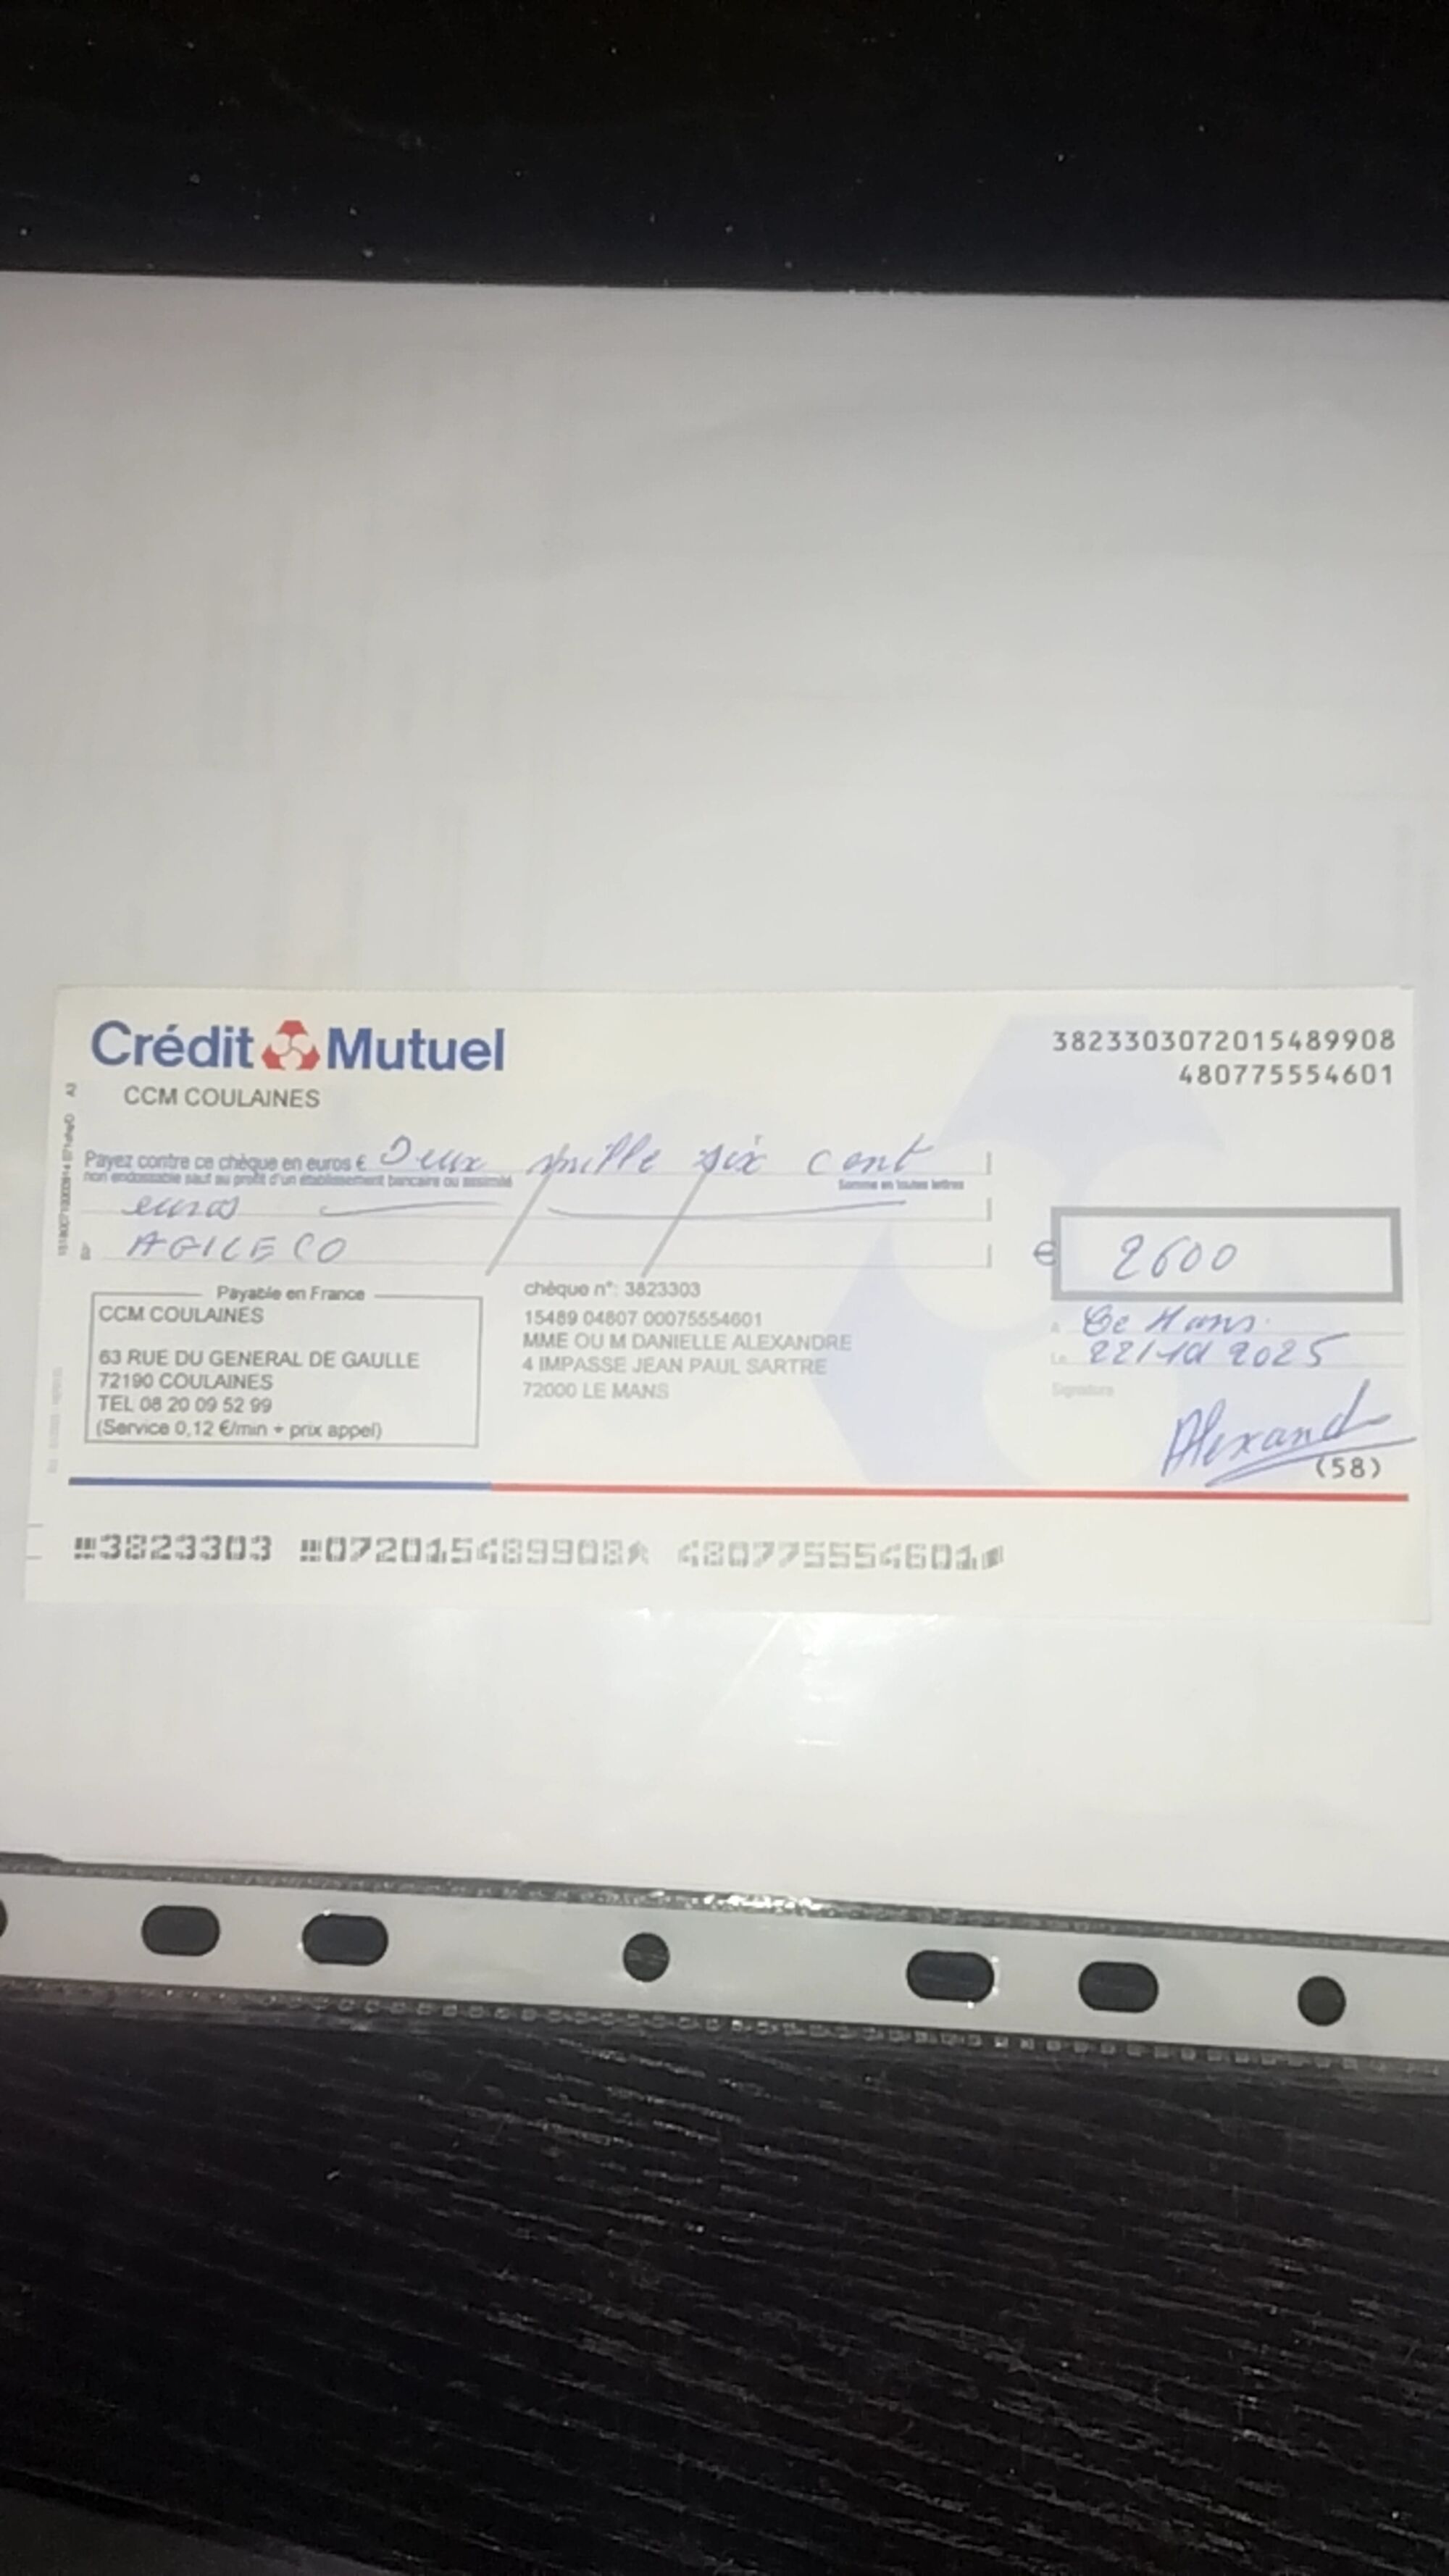 Crédit Mutuel
CCM COULAINES
3823303072015489908
480775554601
Payez contre ce chèque en euros € Deux mille six cent
non endossable sauf au profit d'un établissement bancaire ou assimilé
Somme en toutes lettres
euros
à AGILECO
€ 2600
Payable en France
CCM COULAINES
63 RUE DU GENERAL DE GAULLE
72190 COULAINES
TEL 08 20 09 52 99
(Service 0,12 €/min + prix appel)
chèque n°: 3823303
15489 04807 00075554601
MME OU M DANIELLE ALEXANDRE
4 IMPASSE JEAN PAUL SARTRE
72000 LE MANS
A Le Mans.
Le 22/10/2025
Signature
Alexand
(58)
3823303 072015489908 480775554601